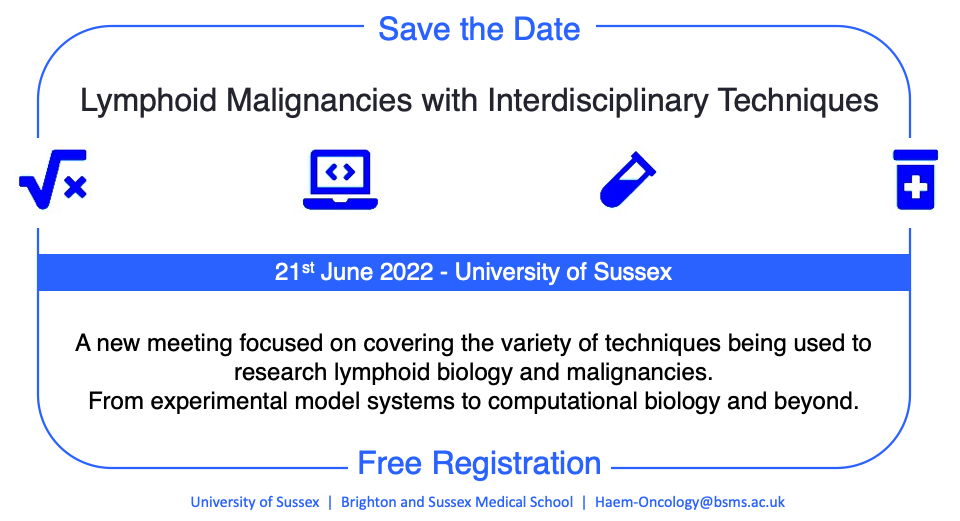 Save the Date
Lymphoid Malignancies with Interdisciplinary Techniques
21st June 2022 - University of Sussex
A new meeting focused on covering the variety of techniques being used to
research lymphoid biology and malignancies.
From experimental model systems to computational biology and beyond.
Free Registration
University of Sussex | Brighton and Sussex Medical School | Haem-Oncology@bsms.ac.uk